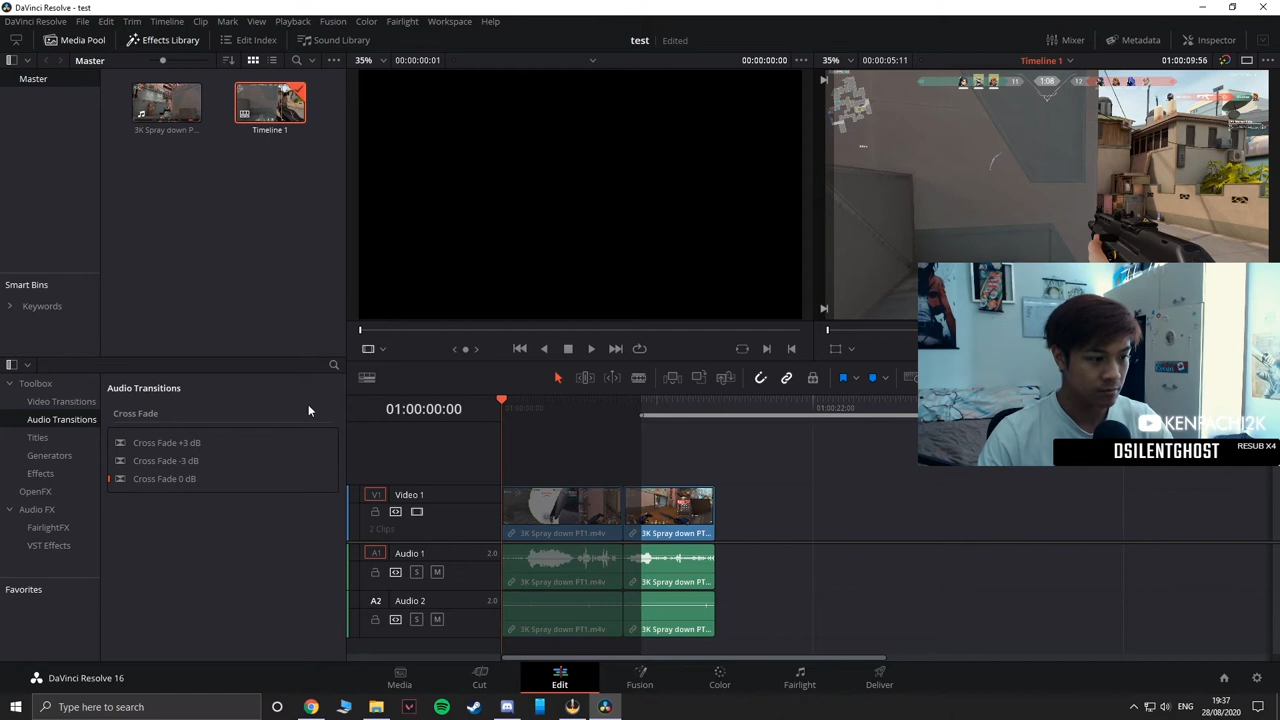 DaVinci Resolve - test
DaVinci Resolve File Edit Trim Timeline Clip Mark View Playback Fusion Color Fairlight Workspace Help
Media Pool Effects Library Edit Index Sound Library test Edited Mixer Metadata Inspector
Master 35% 00:00:00:01 00:00:00:00 35% 00:00:05:11 Timeline 1 01:00:09:56
Master
3K Spray down P...
Timeline 1
11 1:08 12
Smart Bins
Keywords
Toolbox
Video Transitions
Audio Transitions
Titles
Generators
Effects
OpenFX
Audio FX
FairlightFX
VST Effects
Favorites
Audio Transitions
Cross Fade
Cross Fade +3 dB
Cross Fade -3 dB
Cross Fade 0 dB
01:00:00:00
01:00:00:00 01:00:22:00
V1 Video 1
2 Clips
3K Spray down PT1.m4v 3K Spray down PT...
A1 Audio 1 2.0
S M
3K Spray down PT1.m4v 3K Spray down PT...
A2 Audio 2 2.0
S M
3K Spray down PT1.m4v 3K Spray down PT...
KENFACHI2K
DSILENTGHOST RESUB X4
DaVinci Resolve 16
Media Cut Edit Fusion Color Fairlight Deliver
Type here to search
ENG 19:37
28/08/2020